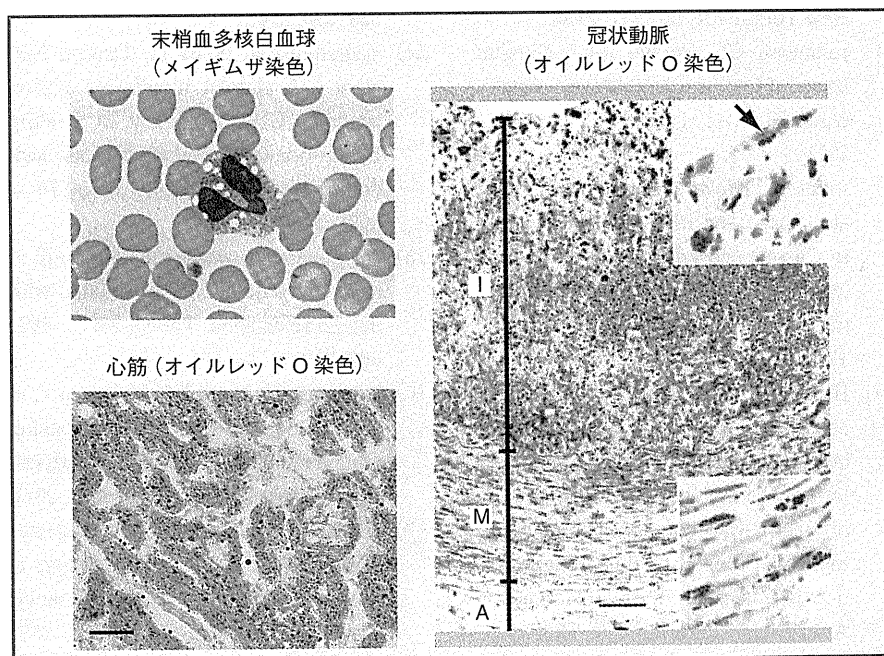 末梢血多核白血球
（メイギムザ染色）
冠状動脈
（オイルレッド O 染色）
I
M
A
心筋（オイルレッド O 染色）